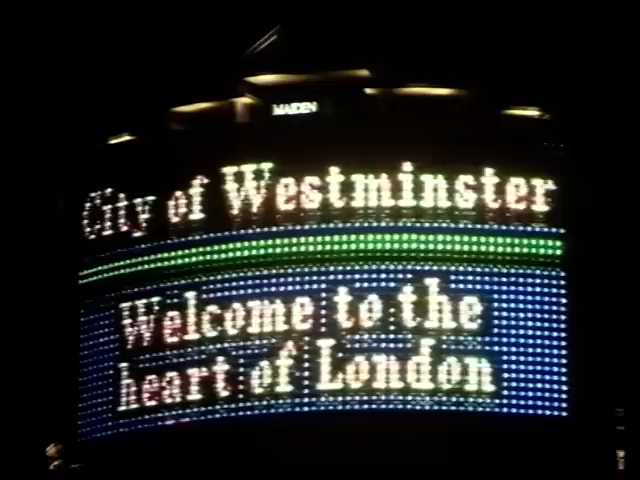 MAIDEN
City of Westminster
Welcome to the
heart of London